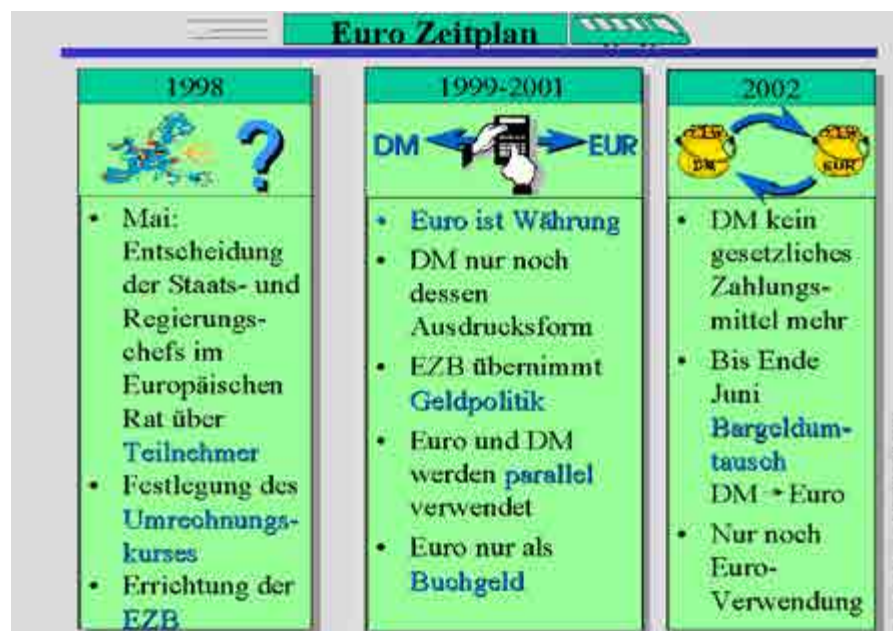 Euro Zeitplan
1998
• Mai:
Entscheidung
der Staats- und
Regierungs-
chefs im
Europäischen
Rat über
Teilnehmer
• Festlegung des
Umrechnungs-
kurses
• Errichtung der
EZB
1999-2001
DM EUR
• Euro ist Währung
• DM nur noch
dessen
Ausdrucksform
• EZB übernimmt
Geldpolitik
• Euro und DM
werden parallel
verwendet
• Euro nur als
Buchgeld
2002
DM EUR
• DM kein
gesetzliches
Zahlungs-
mittel mehr
• Bis Ende
Juni
Bargeldum-
tausch
DM → Euro
• Nur noch
Euro-
Verwendung